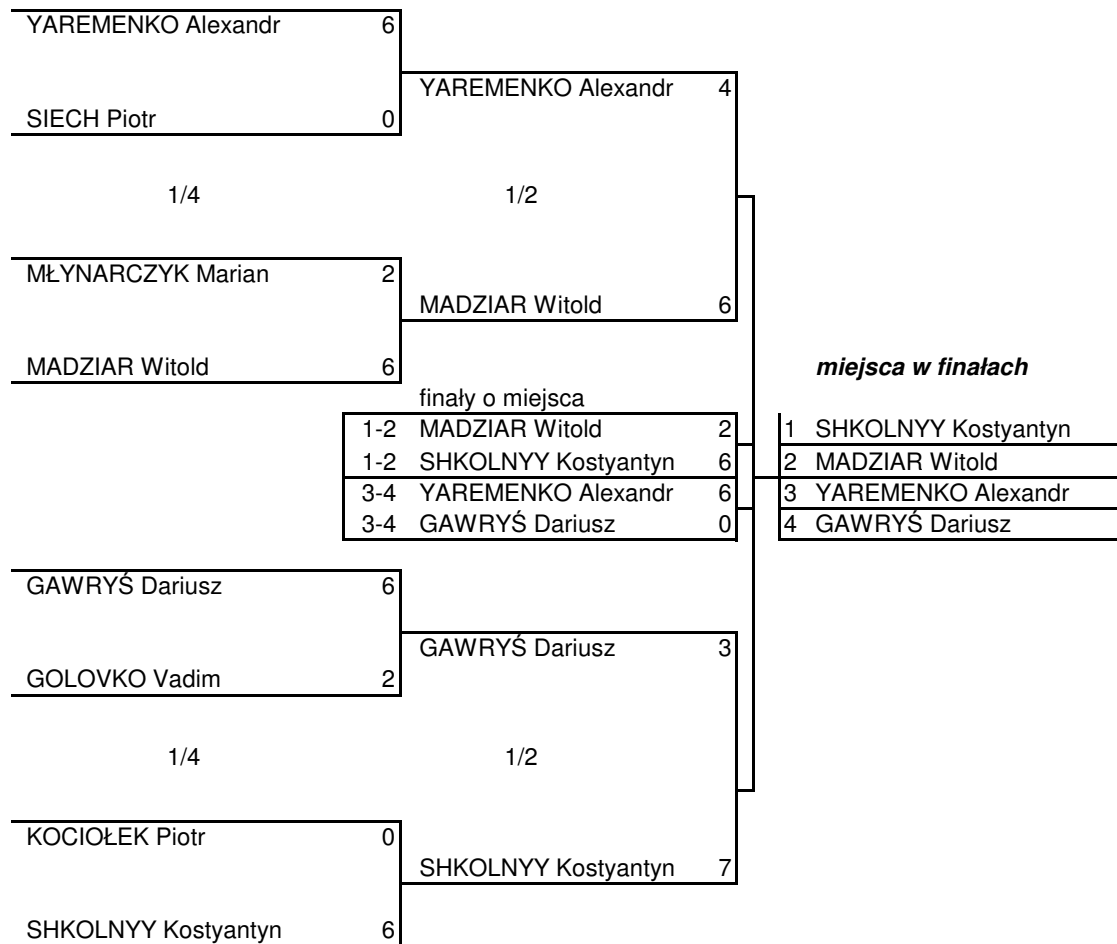 YAREMENKO Alexandr 6
YAREMENKO Alexandr 4
SIECH Piotr 0
1/4 1/2
MŁYNARCZYK Marian 2
MADZIAR Witold 6
MADZIAR Witold 6 miejsca w finałach
finały o miejsca
1-2 MADZIAR Witold 2 1 SHKOLNYY Kostyantyn
1-2 SHKOLNYY Kostyantyn 6 2 MADZIAR Witold
3-4 YAREMENKO Alexandr 6 3 YAREMENKO Alexandr
3-4 GAWRYŚ Dariusz 0 4 GAWRYŚ Dariusz
GAWRYŚ Dariusz 6
GAWRYŚ Dariusz 3
GOLOVKO Vadim 2
1/4 1/2
KOCIOŁEK Piotr 0
SHKOLNYY Kostyantyn 7
SHKOLNYY Kostyantyn 6